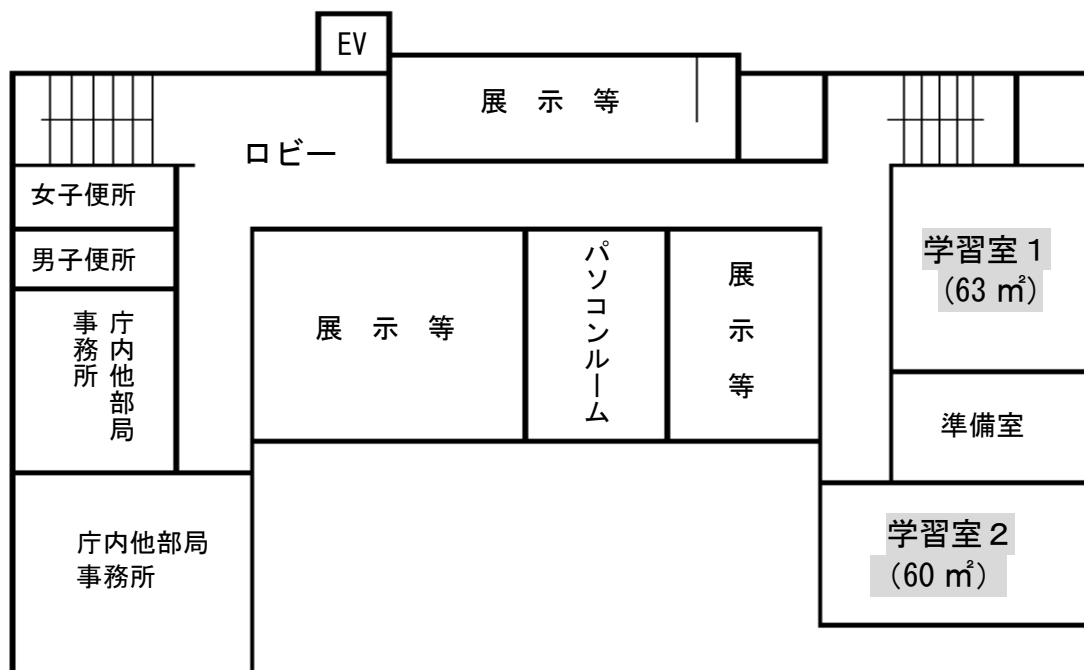 EV
展示等
ロビー
女子便所
男子便所
学習室１
(63 ㎡)
展示等
パソコンルーム
展示等
庁内他部局
事務所
準備室
庁内他部局
事務所
学習室２
(60 ㎡)